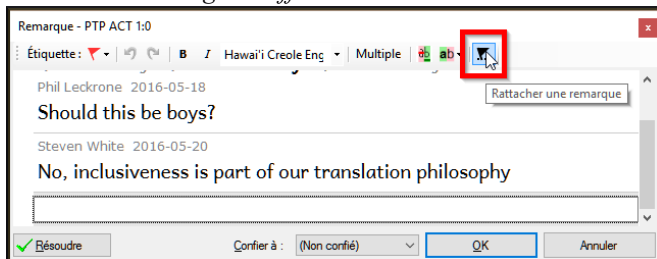 Remarque - PTP ACT 1:0
x
Étiquette : B I Hawai'i Creole Eng Multiple ab ab
Rattacher une remarque
Phil Leckrone 2016-05-18
Should this be boys?
Steven White 2016-05-20
No, inclusiveness is part of our translation philosophy
Résoudre Confier à : (Non confié) OK Annuler